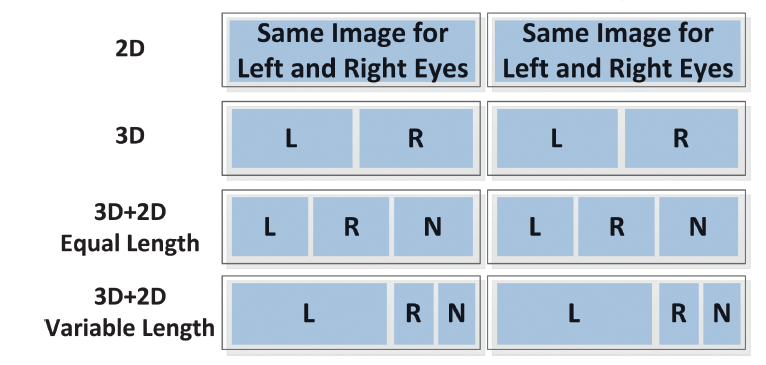 2D
Same Image for
Left and Right Eyes
Same Image for
Left and Right Eyes
3D
L R L R
3D+2D
Equal Length
L R N L R N
3D+2D
Variable Length
L R N L R N